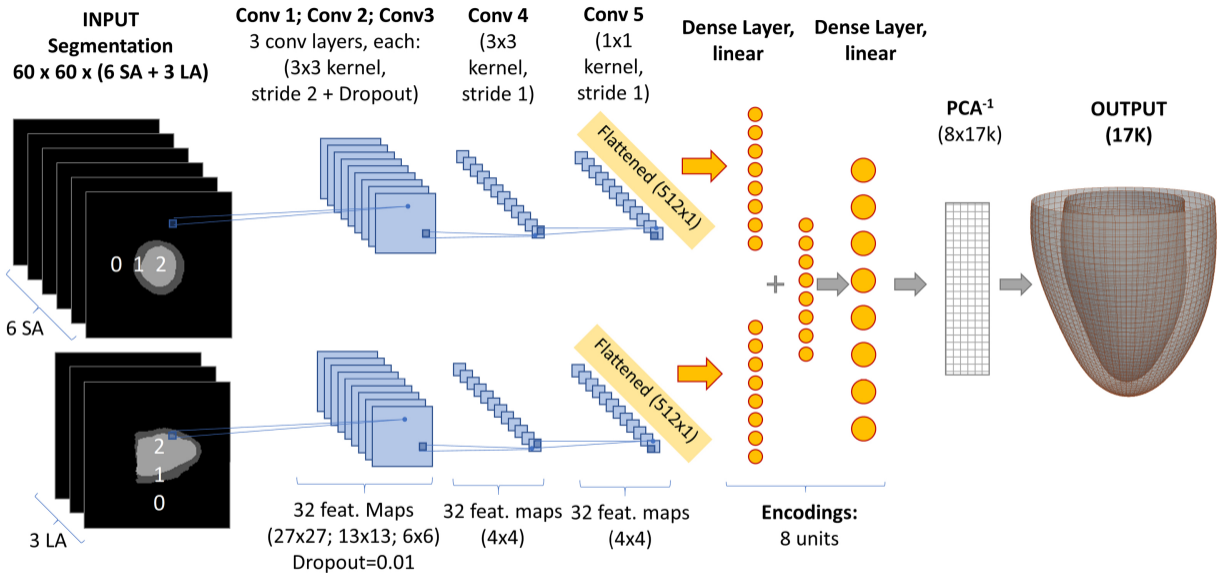 INPUT
Segmentation
60 x 60 x (6 SA + 3 LA)
Conv 1; Conv 2; Conv3
3 conv layers, each:
(3x3 kernel,
stride 2 + Dropout)
Conv 4
(3x3
kernel,
stride 1)
Conv 5
(1x1
kernel,
stride 1)
Dense Layer,
linear
Dense Layer,
linear
PCA-1
(8x17k)
OUTPUT
(17K)
Flattened (512x1)
0 1 2
6 SA
+
Flattened (512x1)
2
1
0
3 LA
32 feat. Maps
(27x27; 13x13; 6x6)
Dropout=0.01
32 feat. maps
(4x4)
32 feat. maps
(4x4)
Encodings:
8 units